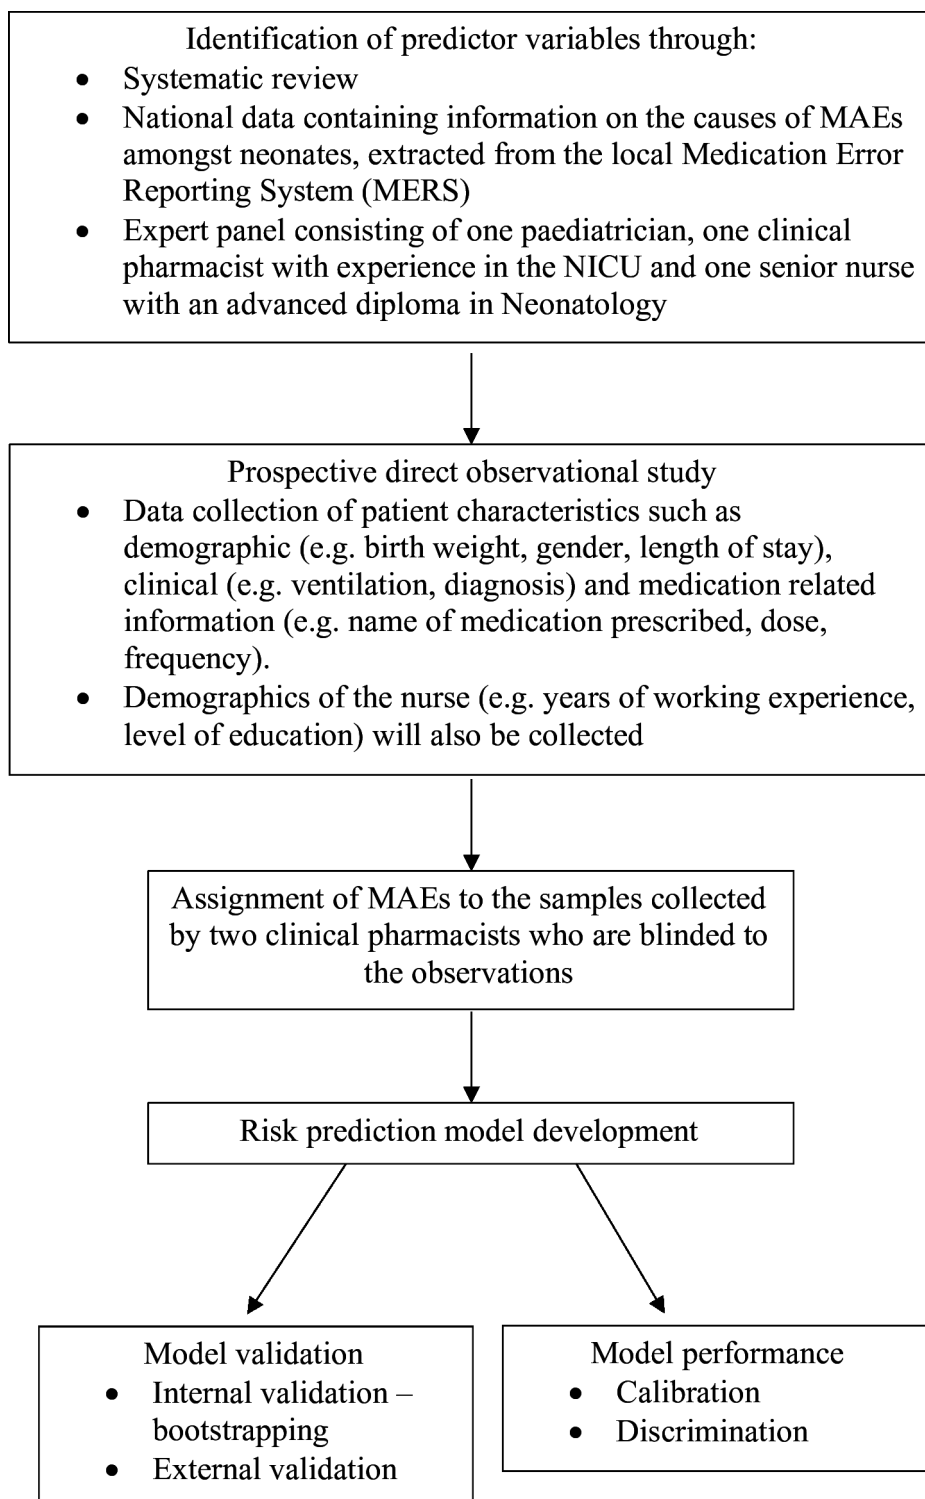 Identification of predictor variables through:
• Systematic review
• National data containing information on the causes of MAEs
amongst neonates, extracted from the local Medication Error
Reporting System (MERS)
• Expert panel consisting of one paediatrician, one clinical
pharmacist with experience in the NICU and one senior nurse
with an advanced diploma in Neonatology
Prospective direct observational study
• Data collection of patient characteristics such as
demographic (e.g. birth weight, gender, length of stay),
clinical (e.g. ventilation, diagnosis) and medication related
information (e.g. name of medication prescribed, dose,
frequency).
• Demographics of the nurse (e.g. years of working experience,
level of education) will also be collected
Assignment of MAEs to the samples collected
by two clinical pharmacists who are blinded to
the observations
Risk prediction model development
Model validation
• Internal validation –
bootstrapping
• External validation
Model performance
• Calibration
• Discrimination